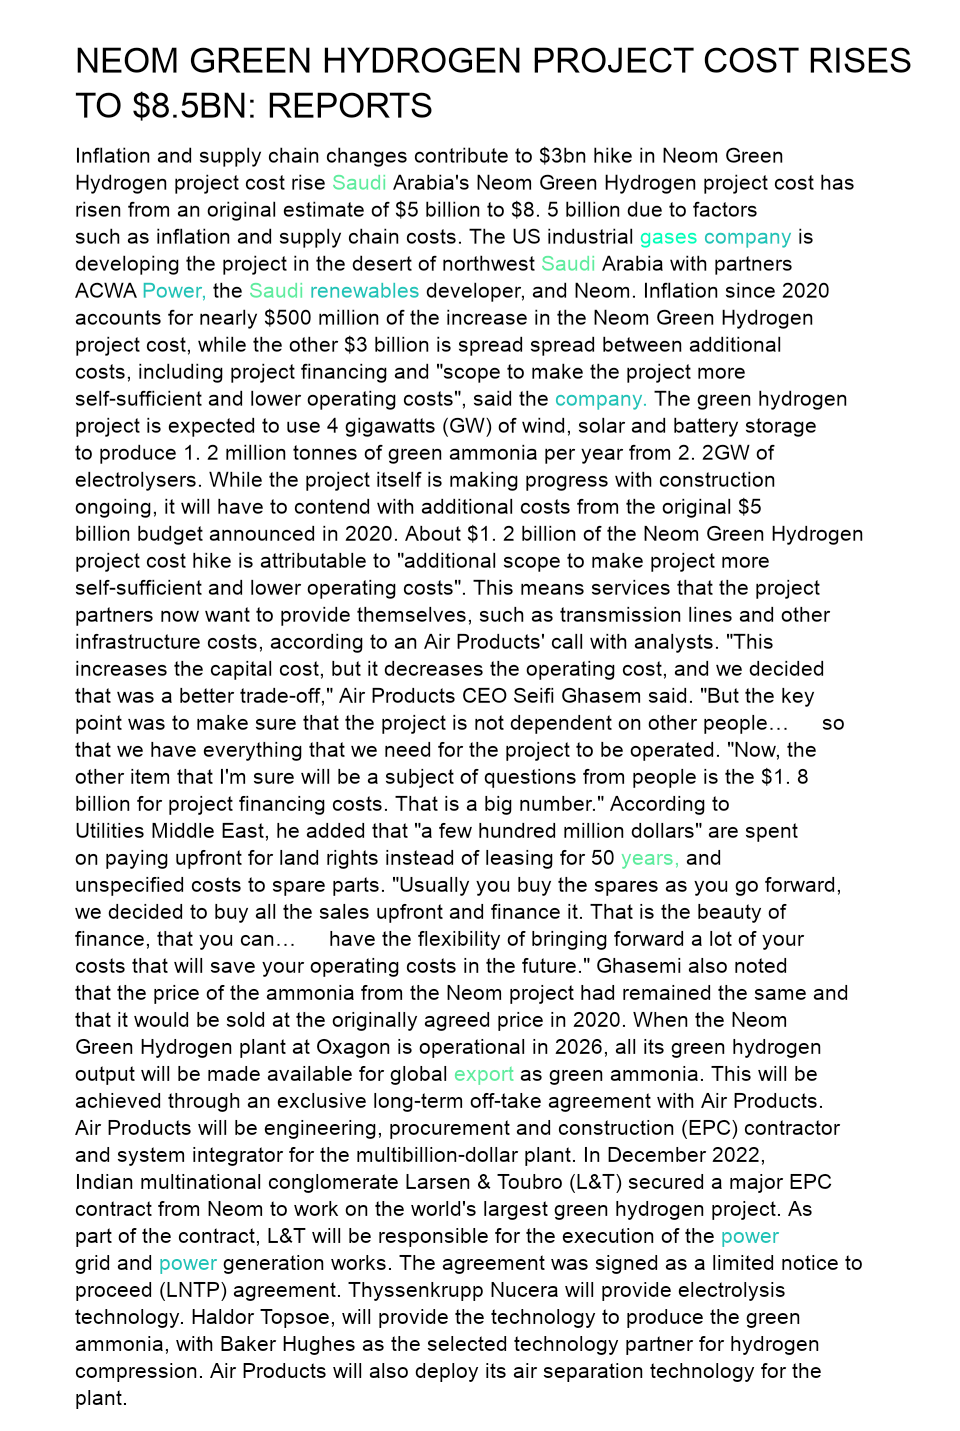 NEOM GREEN HYDROGEN PROJECT COST RISES
TO $8.5BN: REPORTS
Inflation and supply chain changes contribute to $3bn hike in Neom Green
Hydrogen project cost rise Saudi Arabia's Neom Green Hydrogen project cost has
risen from an original estimate of $5 billion to $8. 5 billion due to factors
such as inflation and supply chain costs. The US industrial gases company is
developing the project in the desert of northwest Saudi Arabia with partners
ACWA Power, the Saudi renewables developer, and Neom. Inflation since 2020
accounts for nearly $500 million of the increase in the Neom Green Hydrogen
project cost, while the other $3 billion is spread spread between additional
costs, including project financing and "scope to make the project more
self-sufficient and lower operating costs", said the company. The green hydrogen
project is expected to use 4 gigawatts (GW) of wind, solar and battery storage
to produce 1. 2 million tonnes of green ammonia per year from 2. 2GW of
electrolysers. While the project itself is making progress with construction
ongoing, it will have to contend with additional costs from the original $5
billion budget announced in 2020. About $1. 2 billion of the Neom Green Hydrogen
project cost hike is attributable to "additional scope to make project more
self-sufficient and lower operating costs". This means services that the project
partners now want to provide themselves, such as transmission lines and other
infrastructure costs, according to an Air Products' call with analysts. "This
increases the capital cost, but it decreases the operating cost, and we decided
that was a better trade-off," Air Products CEO Seifi Ghasem said. "But the key
point was to make sure that the project is not dependent on other people… so
that we have everything that we need for the project to be operated. "Now, the
other item that I'm sure will be a subject of questions from people is the $1. 8
billion for project financing costs. That is a big number." According to
Utilities Middle East, he added that "a few hundred million dollars" are spent
on paying upfront for land rights instead of leasing for 50 years, and
unspecified costs to spare parts. "Usually you buy the spares as you go forward,
we decided to buy all the sales upfront and finance it. That is the beauty of
finance, that you can… have the flexibility of bringing forward a lot of your
costs that will save your operating costs in the future." Ghasemi also noted
that the price of the ammonia from the Neom project had remained the same and
that it would be sold at the originally agreed price in 2020. When the Neom
Green Hydrogen plant at Oxagon is operational in 2026, all its green hydrogen
output will be made available for global export as green ammonia. This will be
achieved through an exclusive long-term off-take agreement with Air Products.
Air Products will be engineering, procurement and construction (EPC) contractor
and system integrator for the multibillion-dollar plant. In December 2022,
Indian multinational conglomerate Larsen & Toubro (L&T) secured a major EPC
contract from Neom to work on the world's largest green hydrogen project. As
part of the contract, L&T will be responsible for the execution of the power
grid and power generation works. The agreement was signed as a limited notice to
proceed (LNTP) agreement. Thyssenkrupp Nucera will provide electrolysis
technology. Haldor Topsoe, will provide the technology to produce the green
ammonia, with Baker Hughes as the selected technology partner for hydrogen
compression. Air Products will also deploy its air separation technology for the
plant.